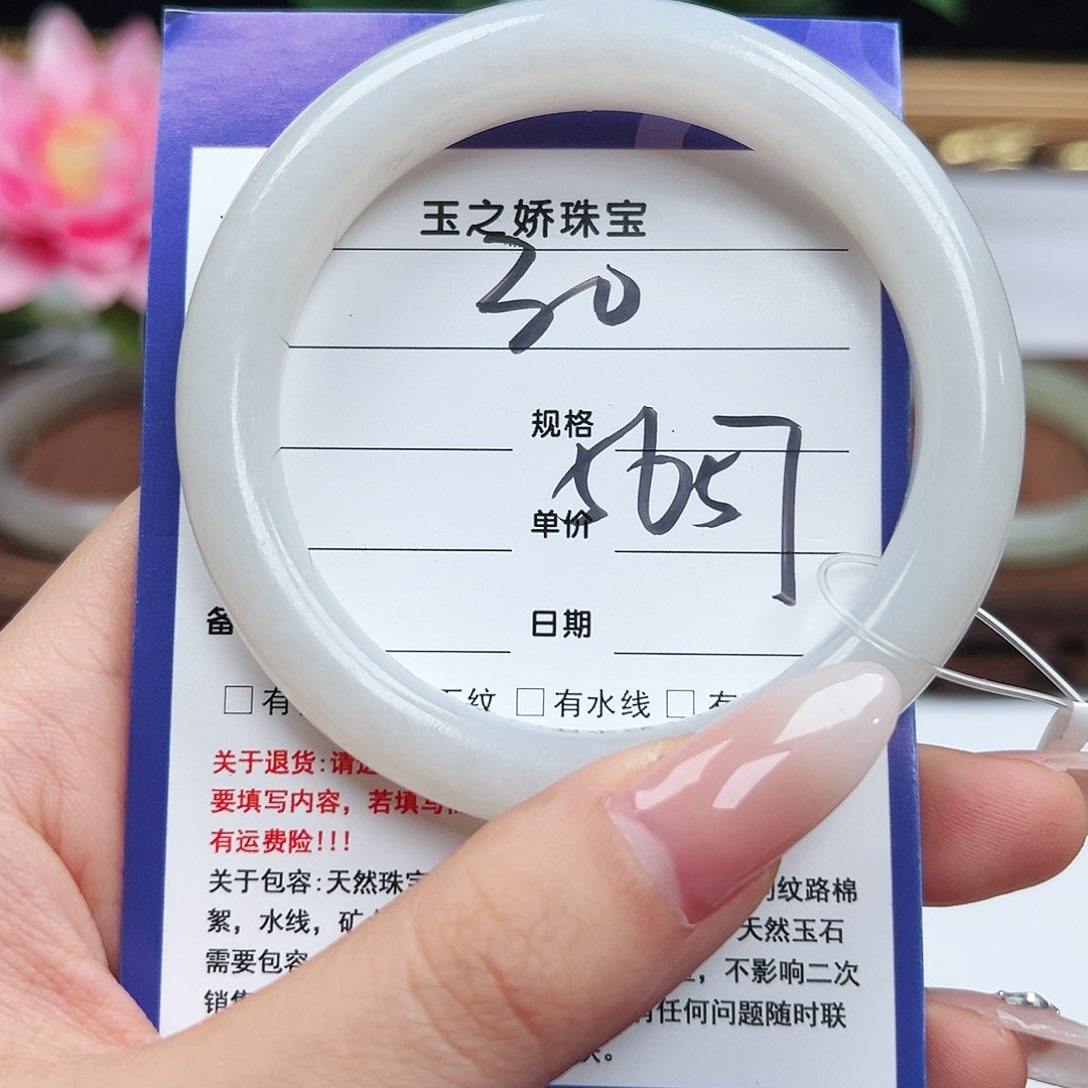 玉之娇珠宝
30
规格
5657
单价
备
日期
□有 纹 □有水线 □有
关于退货:请
要填写内容，若填写
有运费险!!!
关于包容:天然珠宝 纹路棉
絮，水线，矿 天然玉石
需要包容 ，不影响二次
销售 有任何问题随时联
。